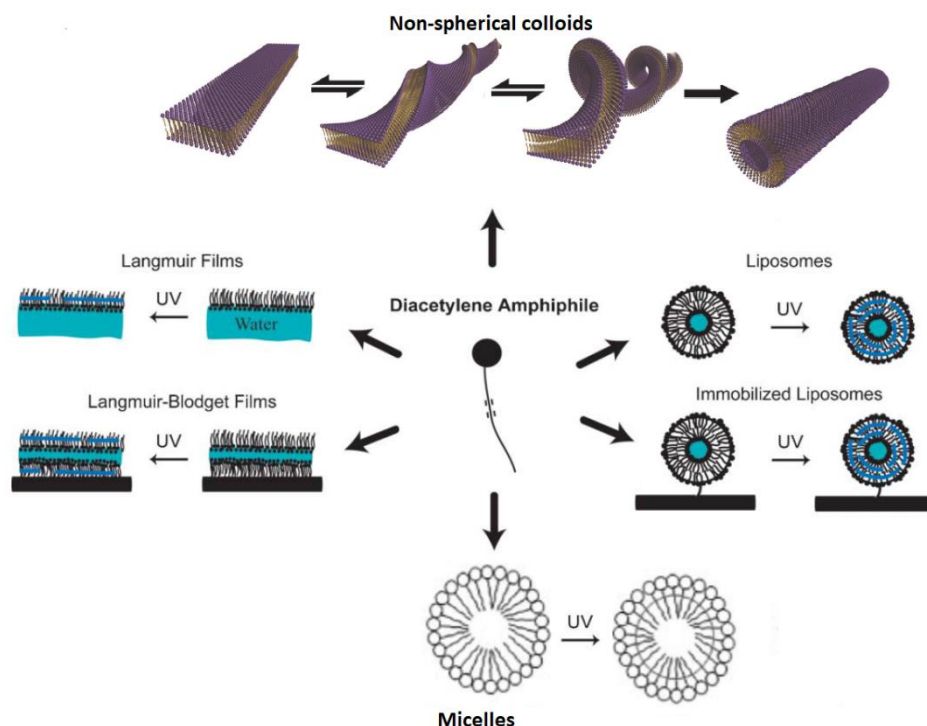 Non-spherical colloids
Langmuir Films
UV
Water
Liposomes
UV
Diacetylene Amphiphile
Langmuir-Blodget Films
UV
Immobilized Liposomes
UV
UV
Micelles